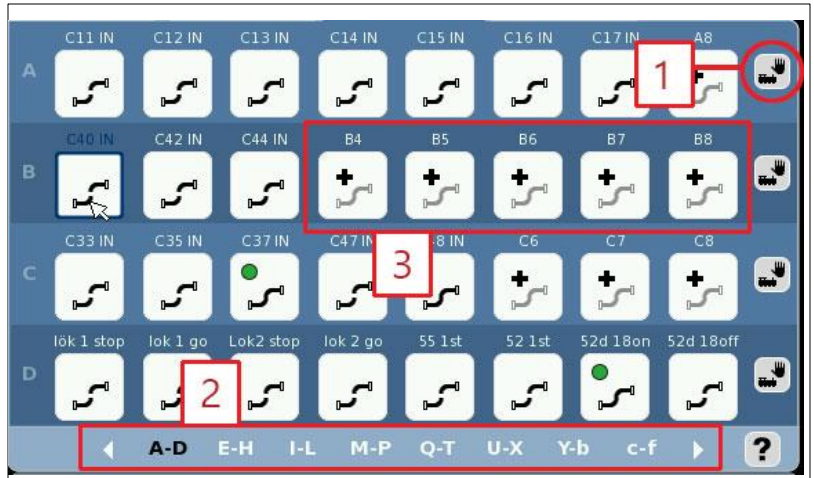 C11 IN C12 IN C13 IN C14 IN C15 IN C16 IN C17 IN A8
A
1
C40 IN C42 IN C44 IN B4 B5 B6 B7 B8
B
C33 IN C35 IN C37 IN C47 IN 8 IN C6 C7 C8
C
3
lök 1 stop lok 1 go Lok2 stop lok 2 go 55 1st 52 1st 52d 18on 52d 18off
D
2
A-D E-H I-L M-P Q-T U-X Y-b c-f ?